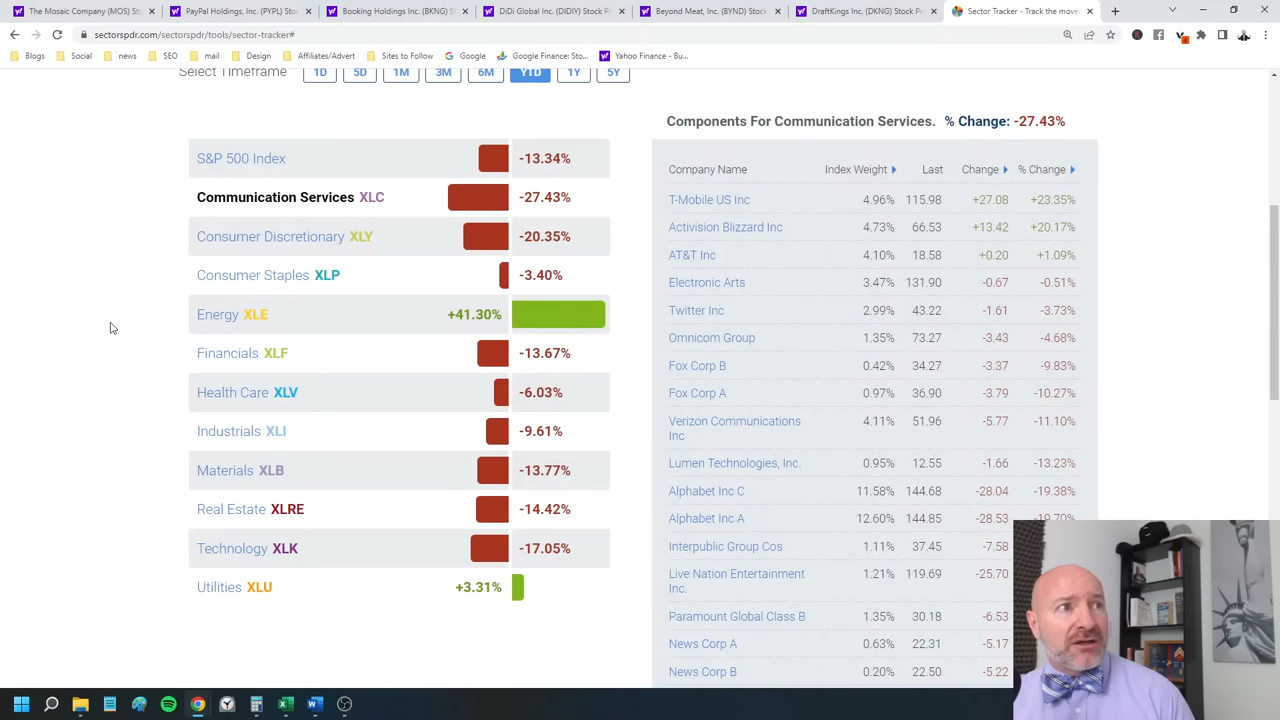 The Mosaic Company (MOS) Stoc
PayPal Holdings, Inc. (PYPL) Stoc
Booking Holdings Inc. (BKNG) S
DiDi Global Inc. (DIDIY) Stock Pr
Beyond Meat, Inc. (BYND) Stock
DraftKings Inc. (DKNG) Stock Pr
Sector Tracker - Track the move
sectorspdr.com/sectorspdr/tools/sector-tracker#
Blogs
Social
news
SEO
mail
Design
Affiliates/Advert
Sites to Follow
Google
Google Finance: Sto...
Yahoo Finance - Bu...
Select Timeframe 1D 5D 1M 3M 6M YTD 1Y 5Y
Components For Communication Services. % Change: -27.43%
S&P 500 Index -13.34%
Communication Services XLC -27.43%
Consumer Discretionary XLY -20.35%
Consumer Staples XLP -3.40%
Energy XLE +41.30%
Financials XLF -13.67%
Health Care XLV -6.03%
Industrials XLI -9.61%
Materials XLB -13.77%
Real Estate XLRE -14.42%
Technology XLK -17.05%
Utilities XLU +3.31%
Company Name Index Weight Last Change % Change
T-Mobile US Inc 4.96% 115.98 +27.08 +23.35%
Activision Blizzard Inc 4.73% 66.53 +13.42 +20.17%
AT&T Inc 4.10% 18.58 +0.20 +1.09%
Electronic Arts 3.47% 131.90 -0.67 -0.51%
Twitter Inc 2.99% 43.22 -1.61 -3.73%
Omnicom Group 1.35% 73.27 -3.43 -4.68%
Fox Corp B 0.42% 34.27 -3.37 -9.83%
Fox Corp A 0.97% 36.90 -3.79 -10.27%
Verizon Communications 4.11% 51.96 -5.77 -11.10%
Inc
Lumen Technologies, Inc. 0.95% 12.55 -1.66 -13.23%
Alphabet Inc C 11.58% 144.68 -28.04 -19.38%
Alphabet Inc A 12.60% 144.85 -28.53 -19.70%
Interpublic Group Cos 1.11% 37.45 -7.58
Live Nation Entertainment 1.21% 119.69 -25.70
Inc.
Paramount Global Class B 1.35% 30.18 -6.53
News Corp A 0.63% 22.31 -5.17
News Corp B 0.20% 22.50 -5.22